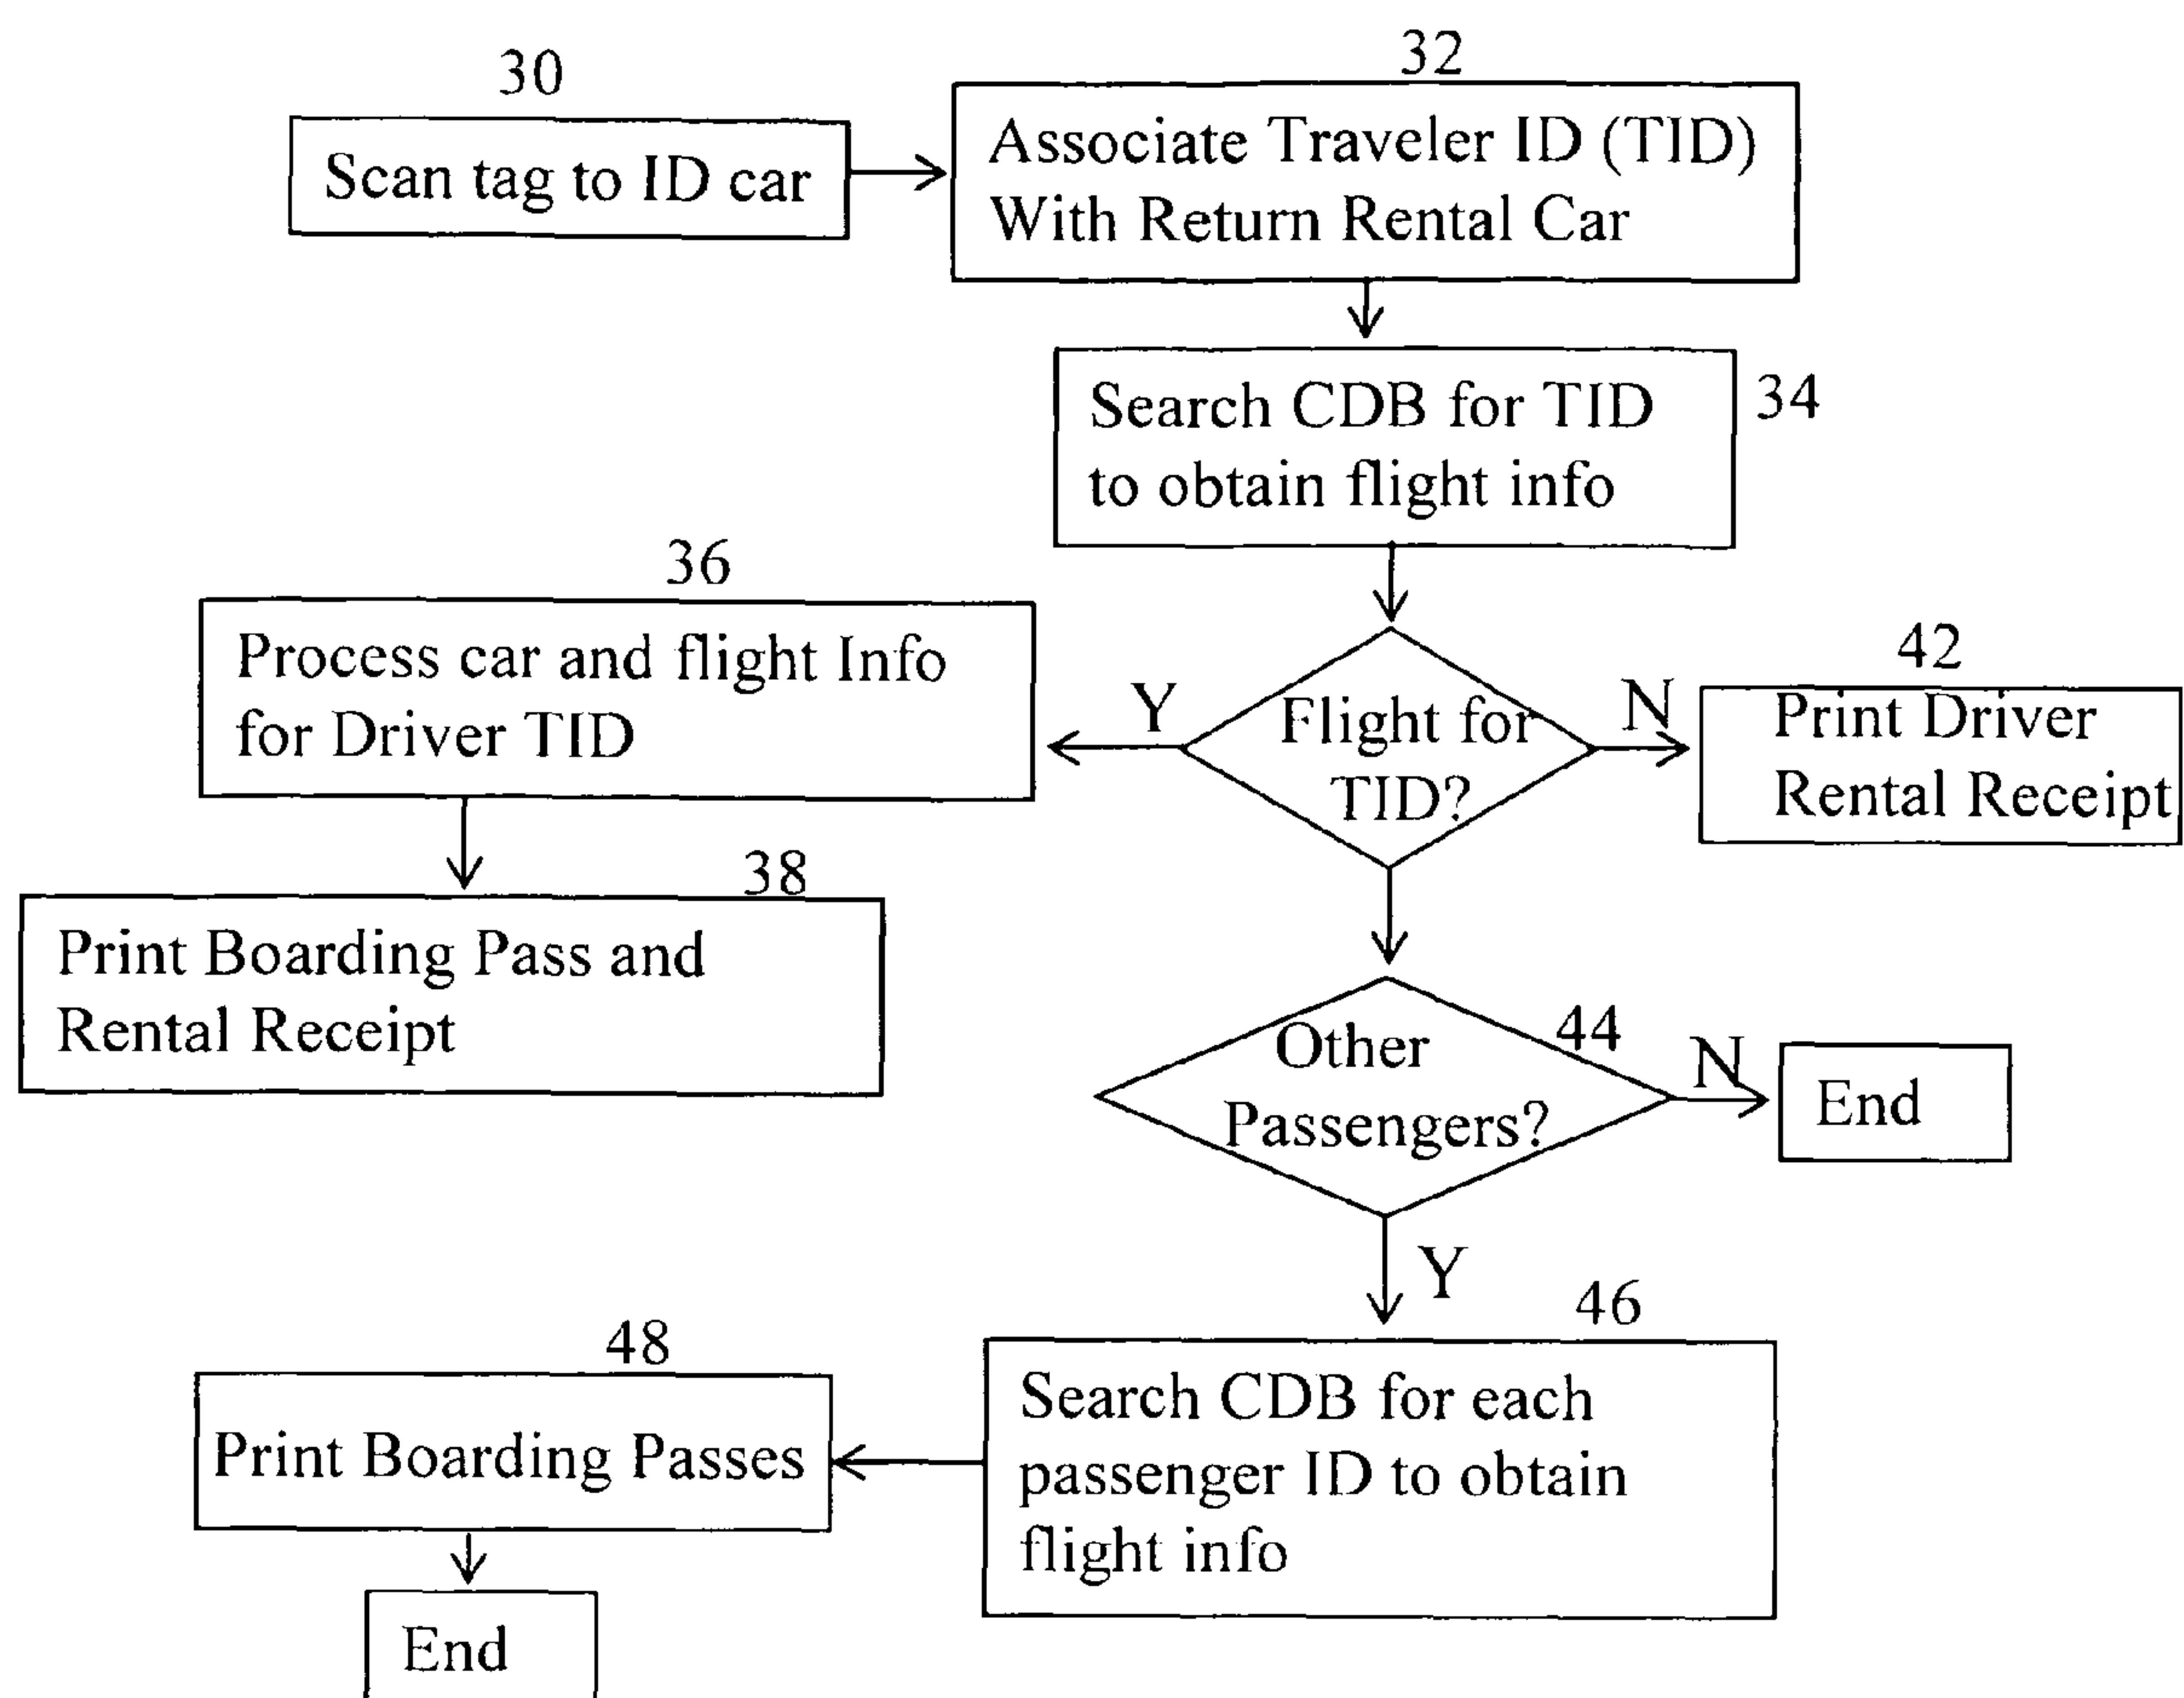 30
Scan tag to ID car
32
Associate Traveler ID (TID)
With Return Rental Car
34
Search CDB for TID
to obtain flight info
36
Process car and flight Info
for Driver TID
Y
Flight for
TID?
N
42
Print Driver
Rental Receipt
38
Print Boarding Pass and
Rental Receipt
44
Other
Passengers?
N
End
Y
46
Search CDB for each
passenger ID to obtain
flight info
48
Print Boarding Passes
End